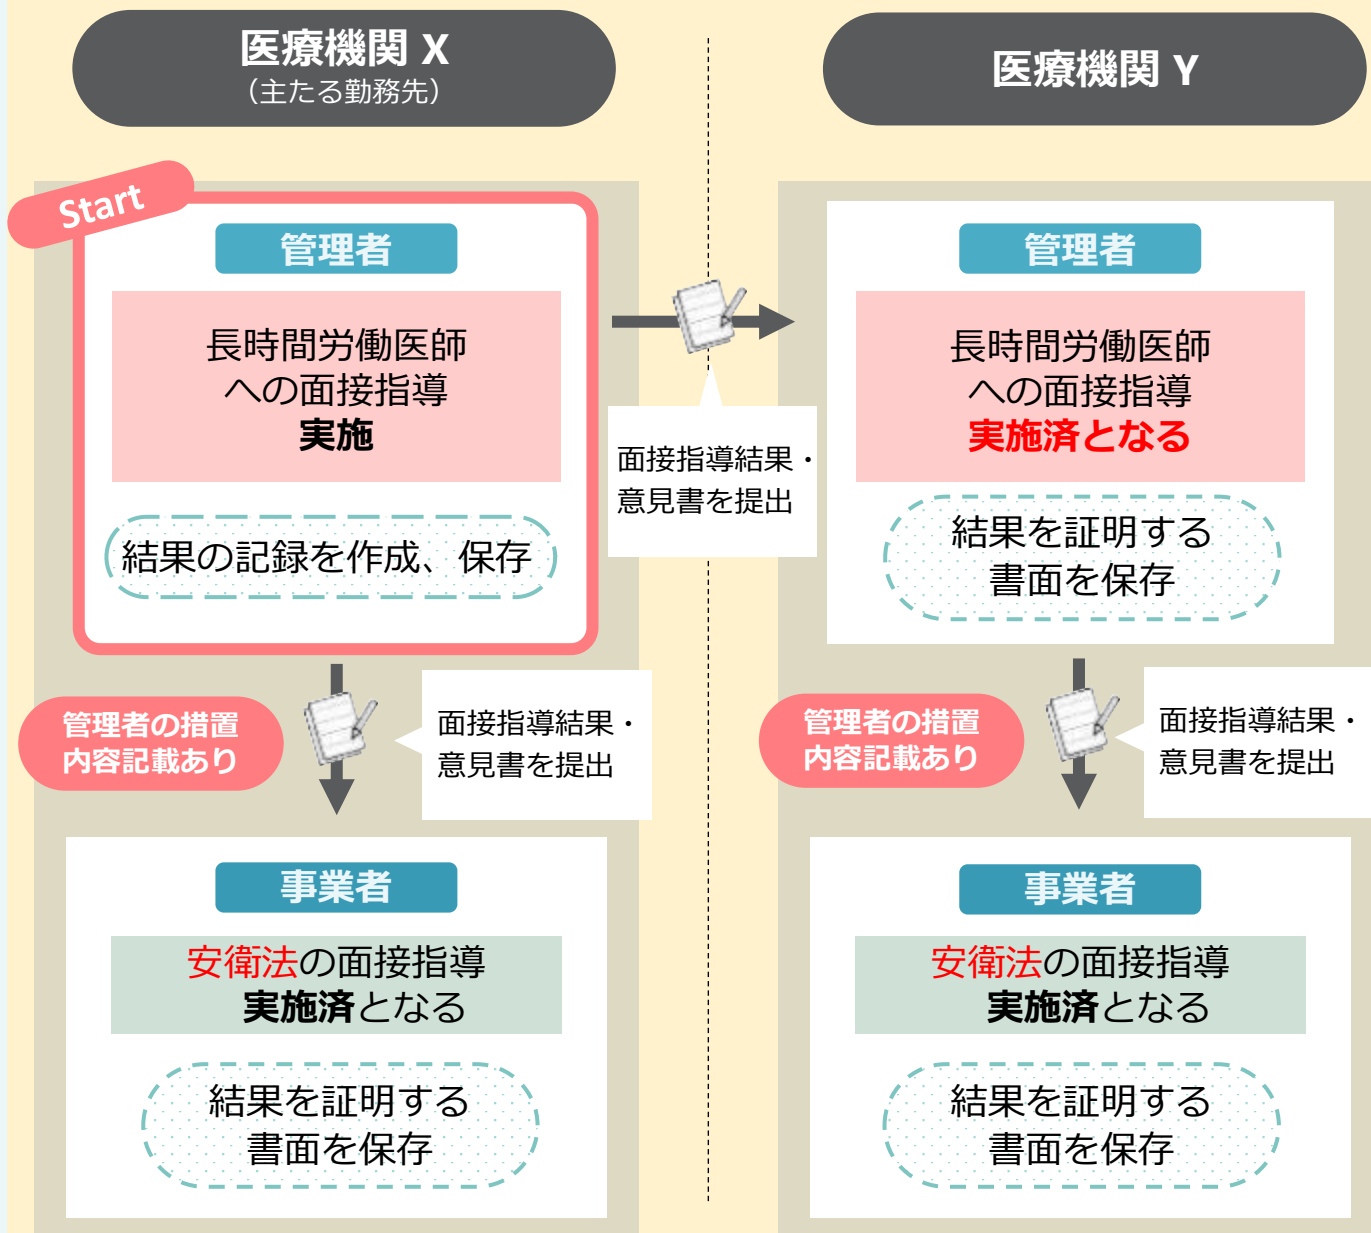 医療機関 X
（主たる勤務先）
医療機関 Y
Start
管理者
長時間労働医師
への面接指導
実施
結果の記録を作成、保存
面接指導結果・
意見書を提出
管理者
長時間労働医師
への面接指導
実施済となる
結果を証明する
書面を保存
管理者の措置
内容記載あり
面接指導結果・
意見書を提出
管理者の措置
内容記載あり
面接指導結果・
意見書を提出
事業者
安衛法の面接指導
実施済となる
結果を証明する
書面を保存
事業者
安衛法の面接指導
実施済となる
結果を証明する
書面を保存